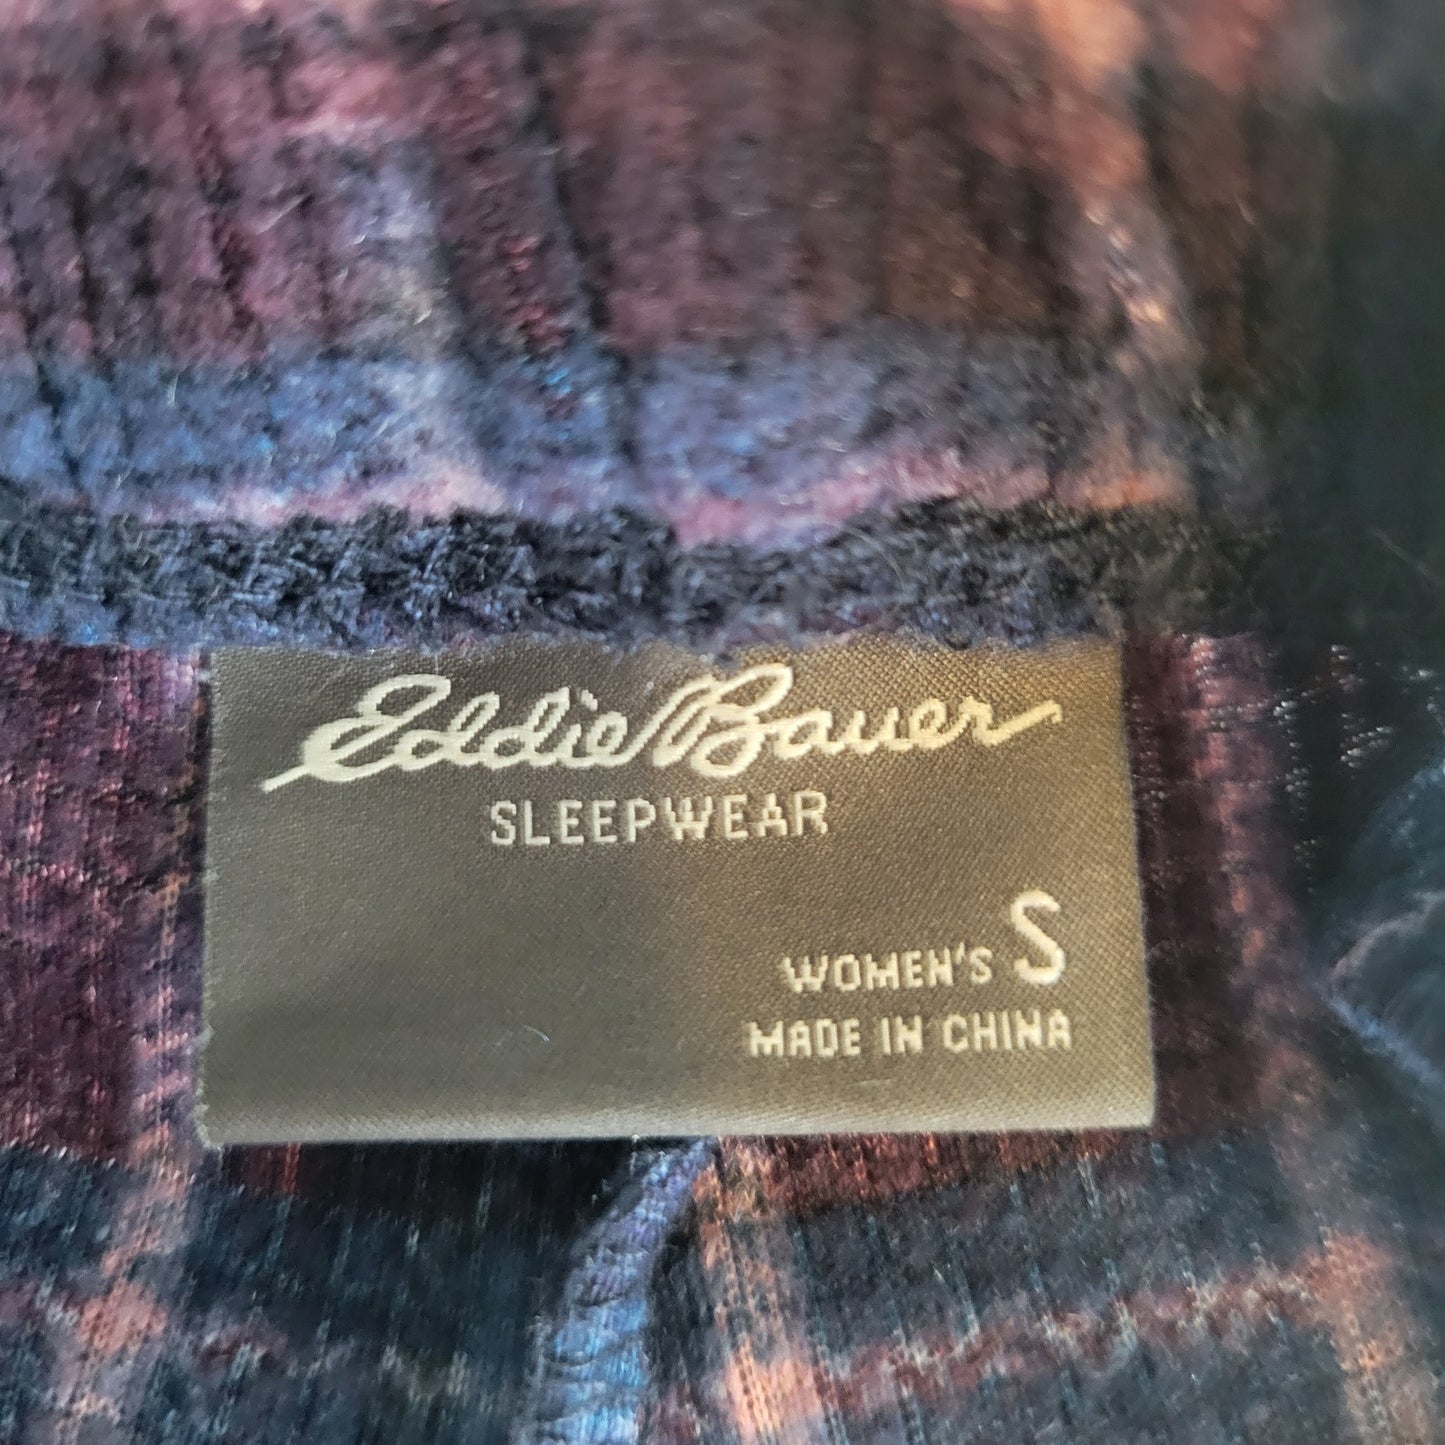 Eddie Bauer
SLEEPWEAR
WOMEN'S S
MADE IN CHINA